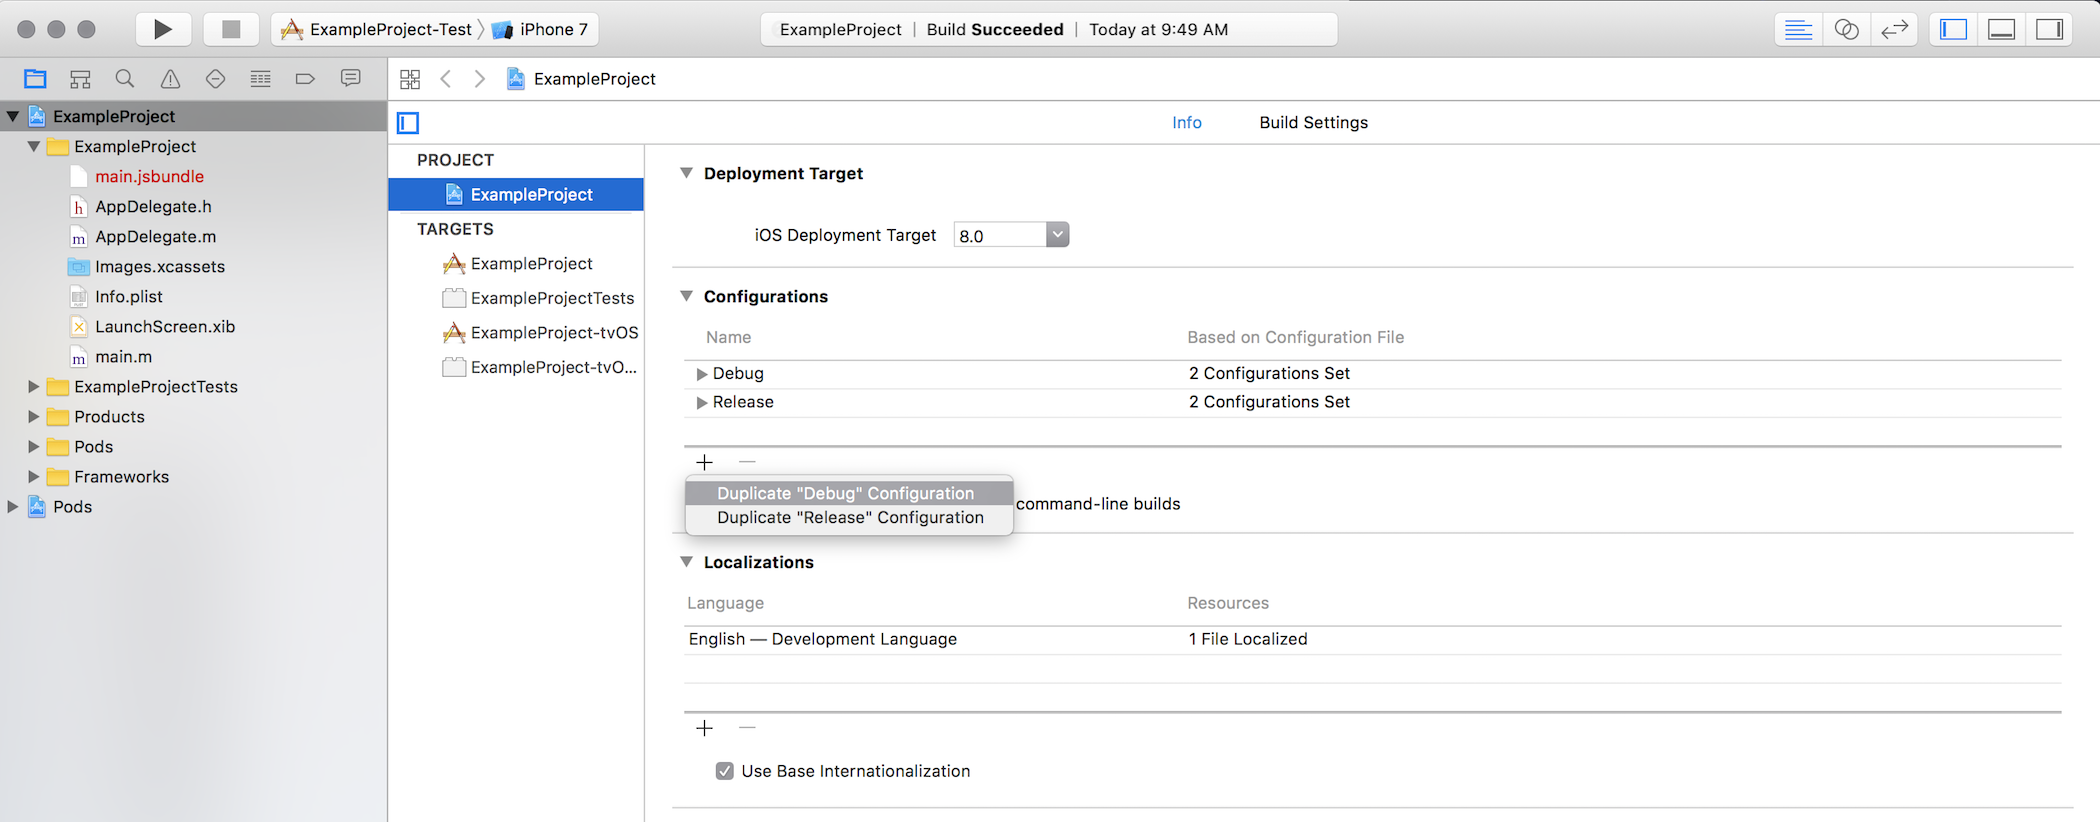 ExampleProject-Test iPhone 7
ExampleProject | Build Succeeded | Today at 9:49 AM
ExampleProject
ExampleProject
ExampleProject
main.jsbundle
h AppDelegate.h
m AppDelegate.m
Images.xcassets
Info.plist
LaunchScreen.xib
m main.m
ExampleProjectTests
Products
Pods
Frameworks
Pods
Info Build Settings
PROJECT
ExampleProject
TARGETS
ExampleProject
ExampleProjectTests
ExampleProject-tvOS
ExampleProject-tvO...
Deployment Target
iOS Deployment Target 8.0
Configurations
Name Based on Configuration File
Debug 2 Configurations Set
Release 2 Configurations Set
Duplicate "Debug" Configuration
Duplicate "Release" Configuration
command-line builds
Localizations
Language Resources
English — Development Language 1 File Localized
Use Base Internationalization